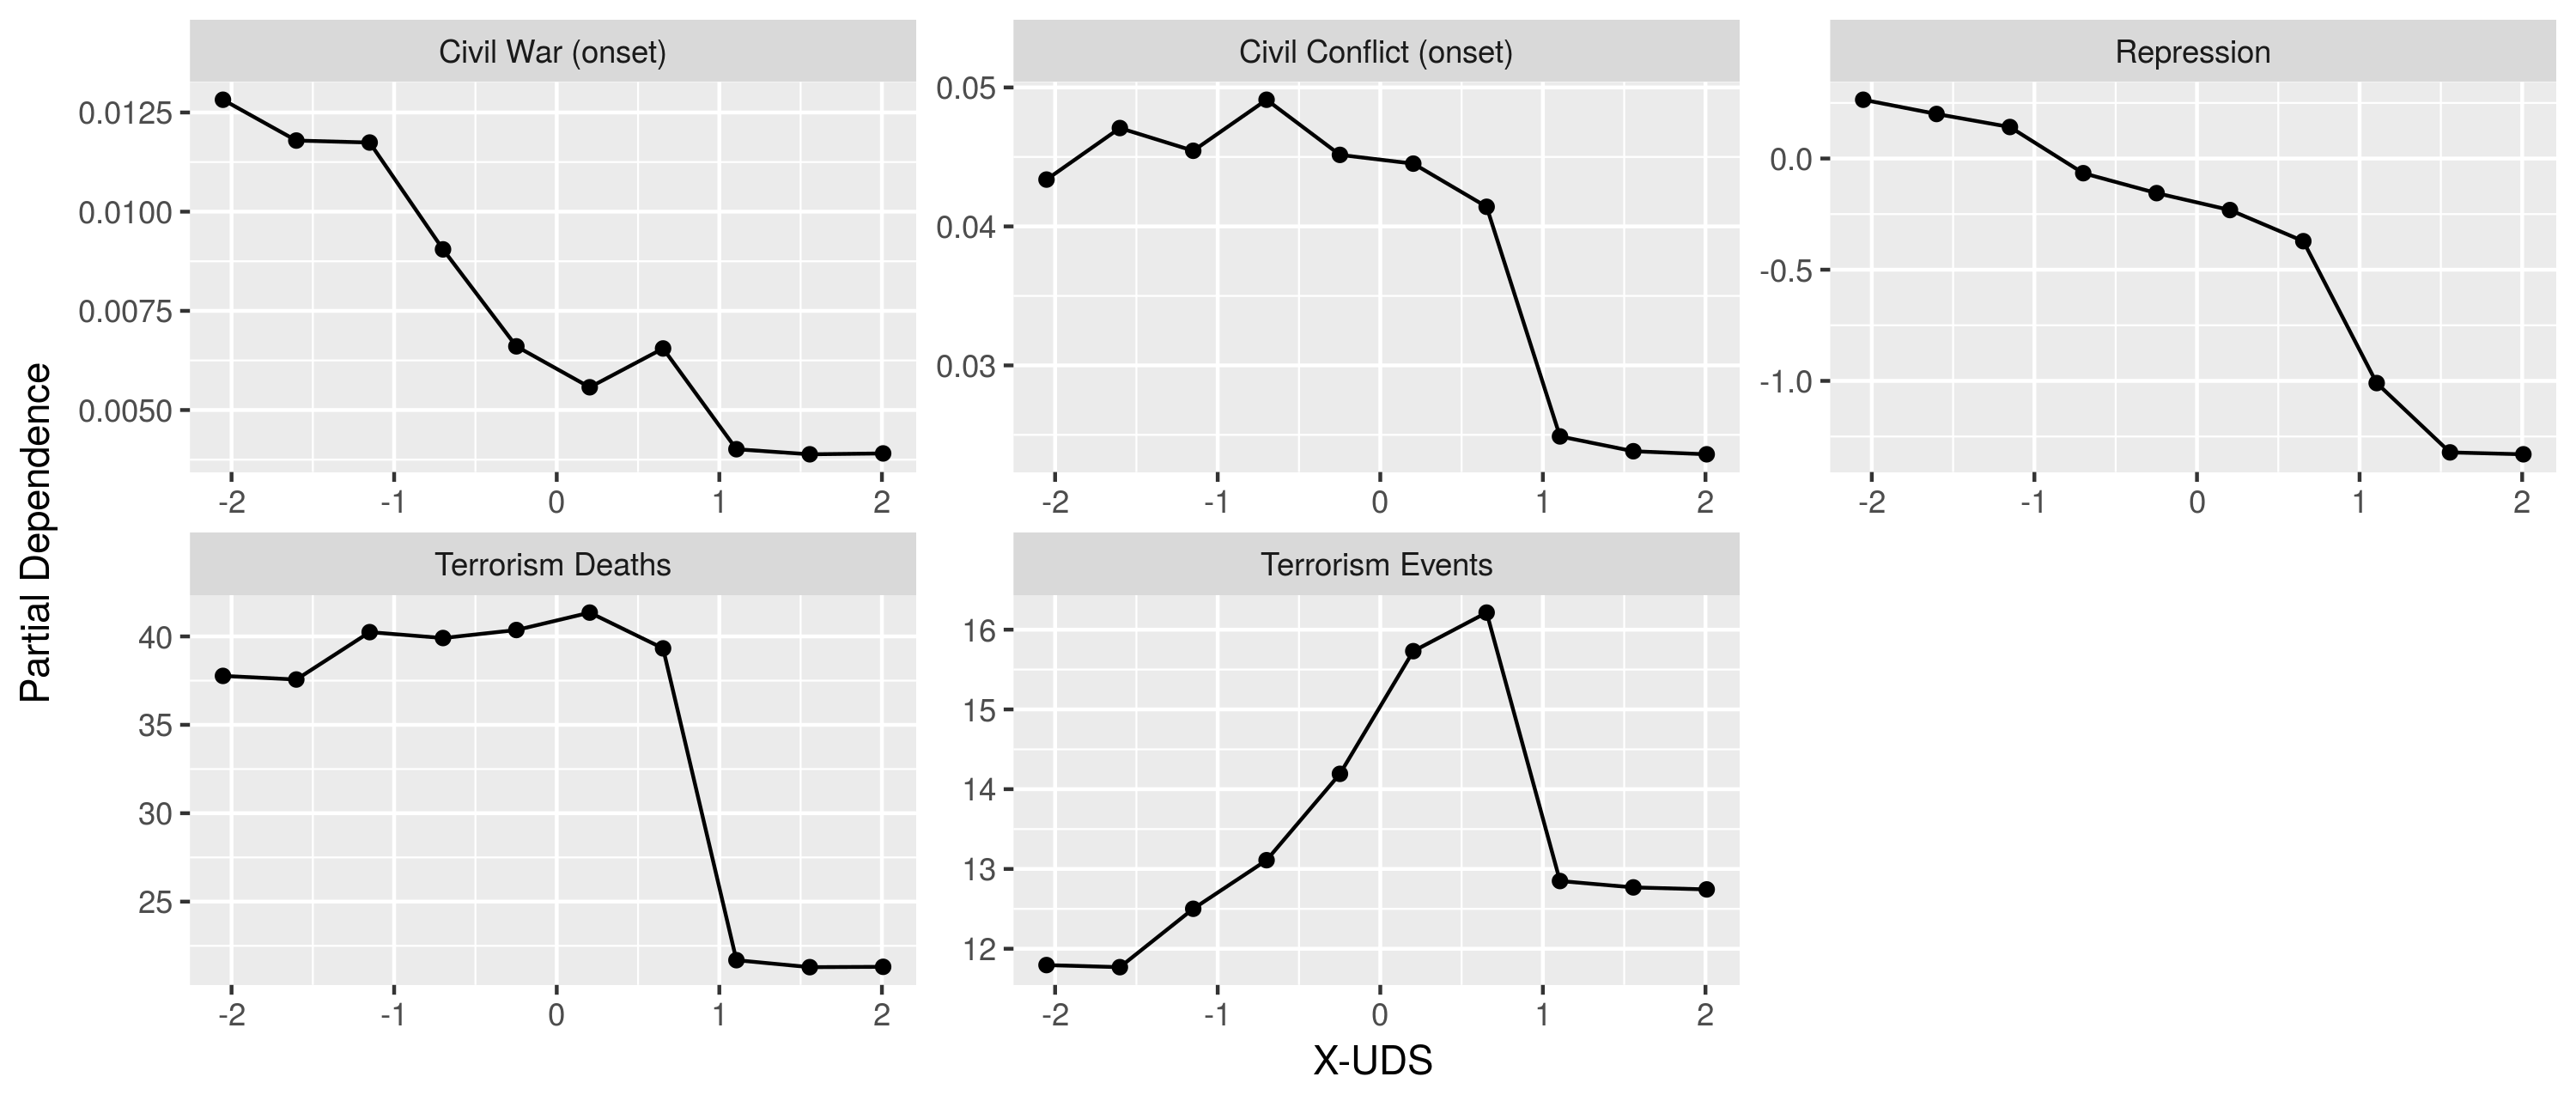 Civil War (onset)
Civil Conflict (onset)
Repression
0.0125
0.0100
0.0075
0.0050
-2 -1 0 1 2
0.05
0.04
0.03
-2 -1 0 1 2
0.0
-0.5
-1.0
-2 -1 0 1 2
Partial Dependence
Terrorism Deaths
Terrorism Events
40
35
30
25
-2 -1 0 1 2
16
15
14
13
12
-2 -1 0 1 2
X-UDS